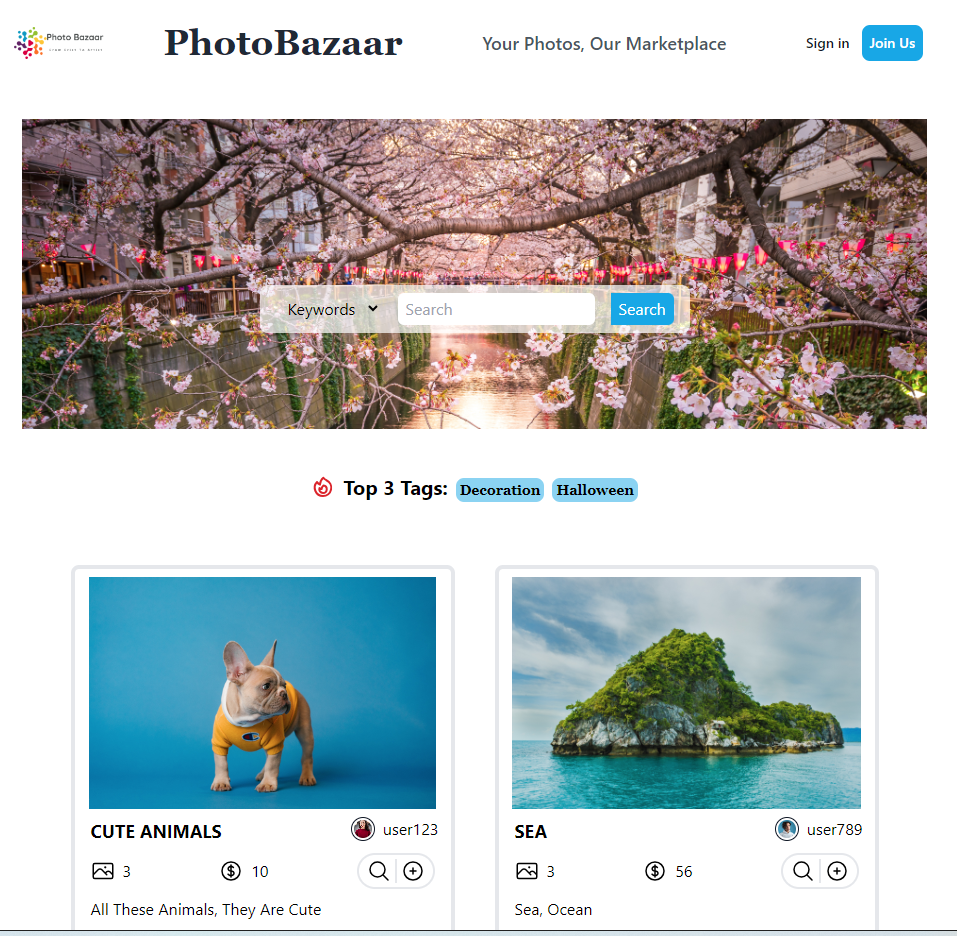 Photo Bazaar
PhotoBazaar
Your Photos, Our Marketplace
Sign in
Join Us
Keywords
Search
Search
Top 3 Tags: Decoration Halloween
CUTE ANIMALS
user123
3
10
All These Animals, They Are Cute
SEA
user789
3
56
Sea, Ocean